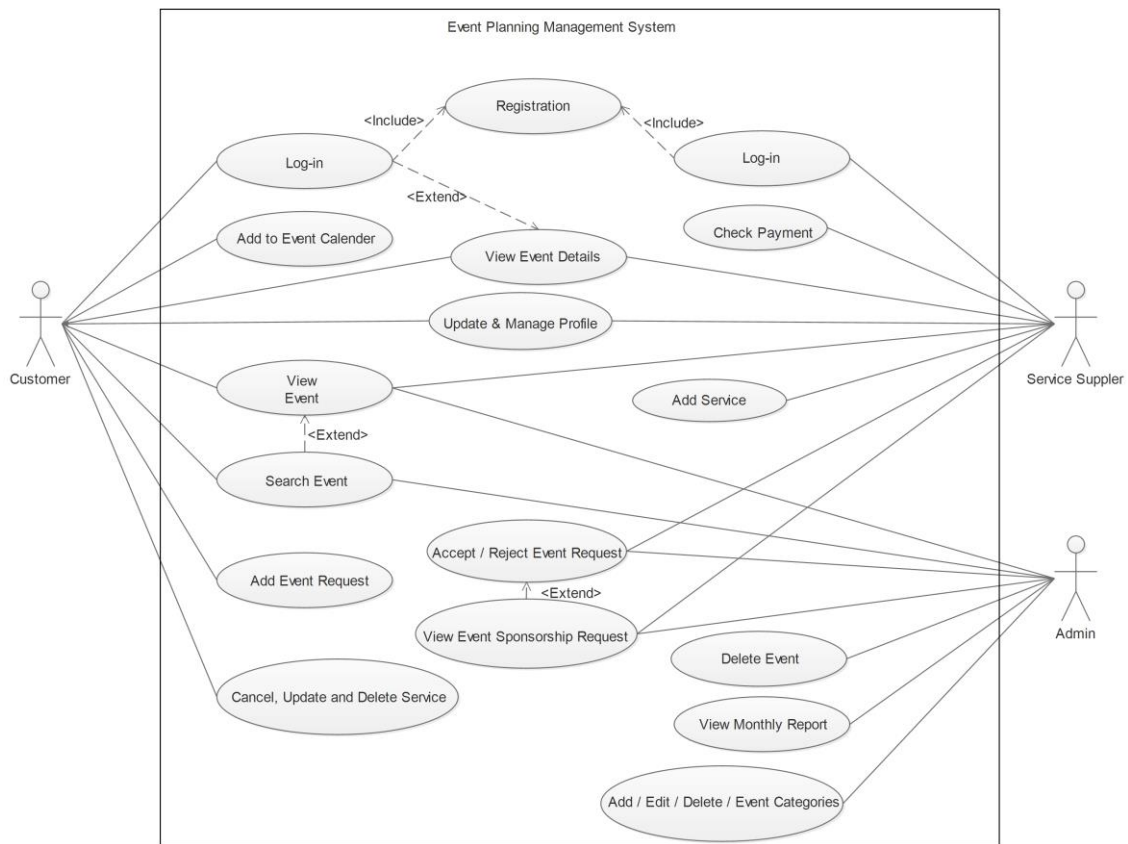 Event Planning Management System
Registration
<Include>
<Include>
Log-in
Log-in
<Extend>
Add to Event Calender
Check Payment
View Event Details
Update & Manage Profile
Customer
Service Suppler
View
Event
Add Service
<Extend>
Search Event
Accept / Reject Event Request
Add Event Request
<Extend>
View Event Sponsorship Request
Admin
Delete Event
Cancel, Update and Delete Service
View Monthly Report
Add / Edit / Delete / Event Categories